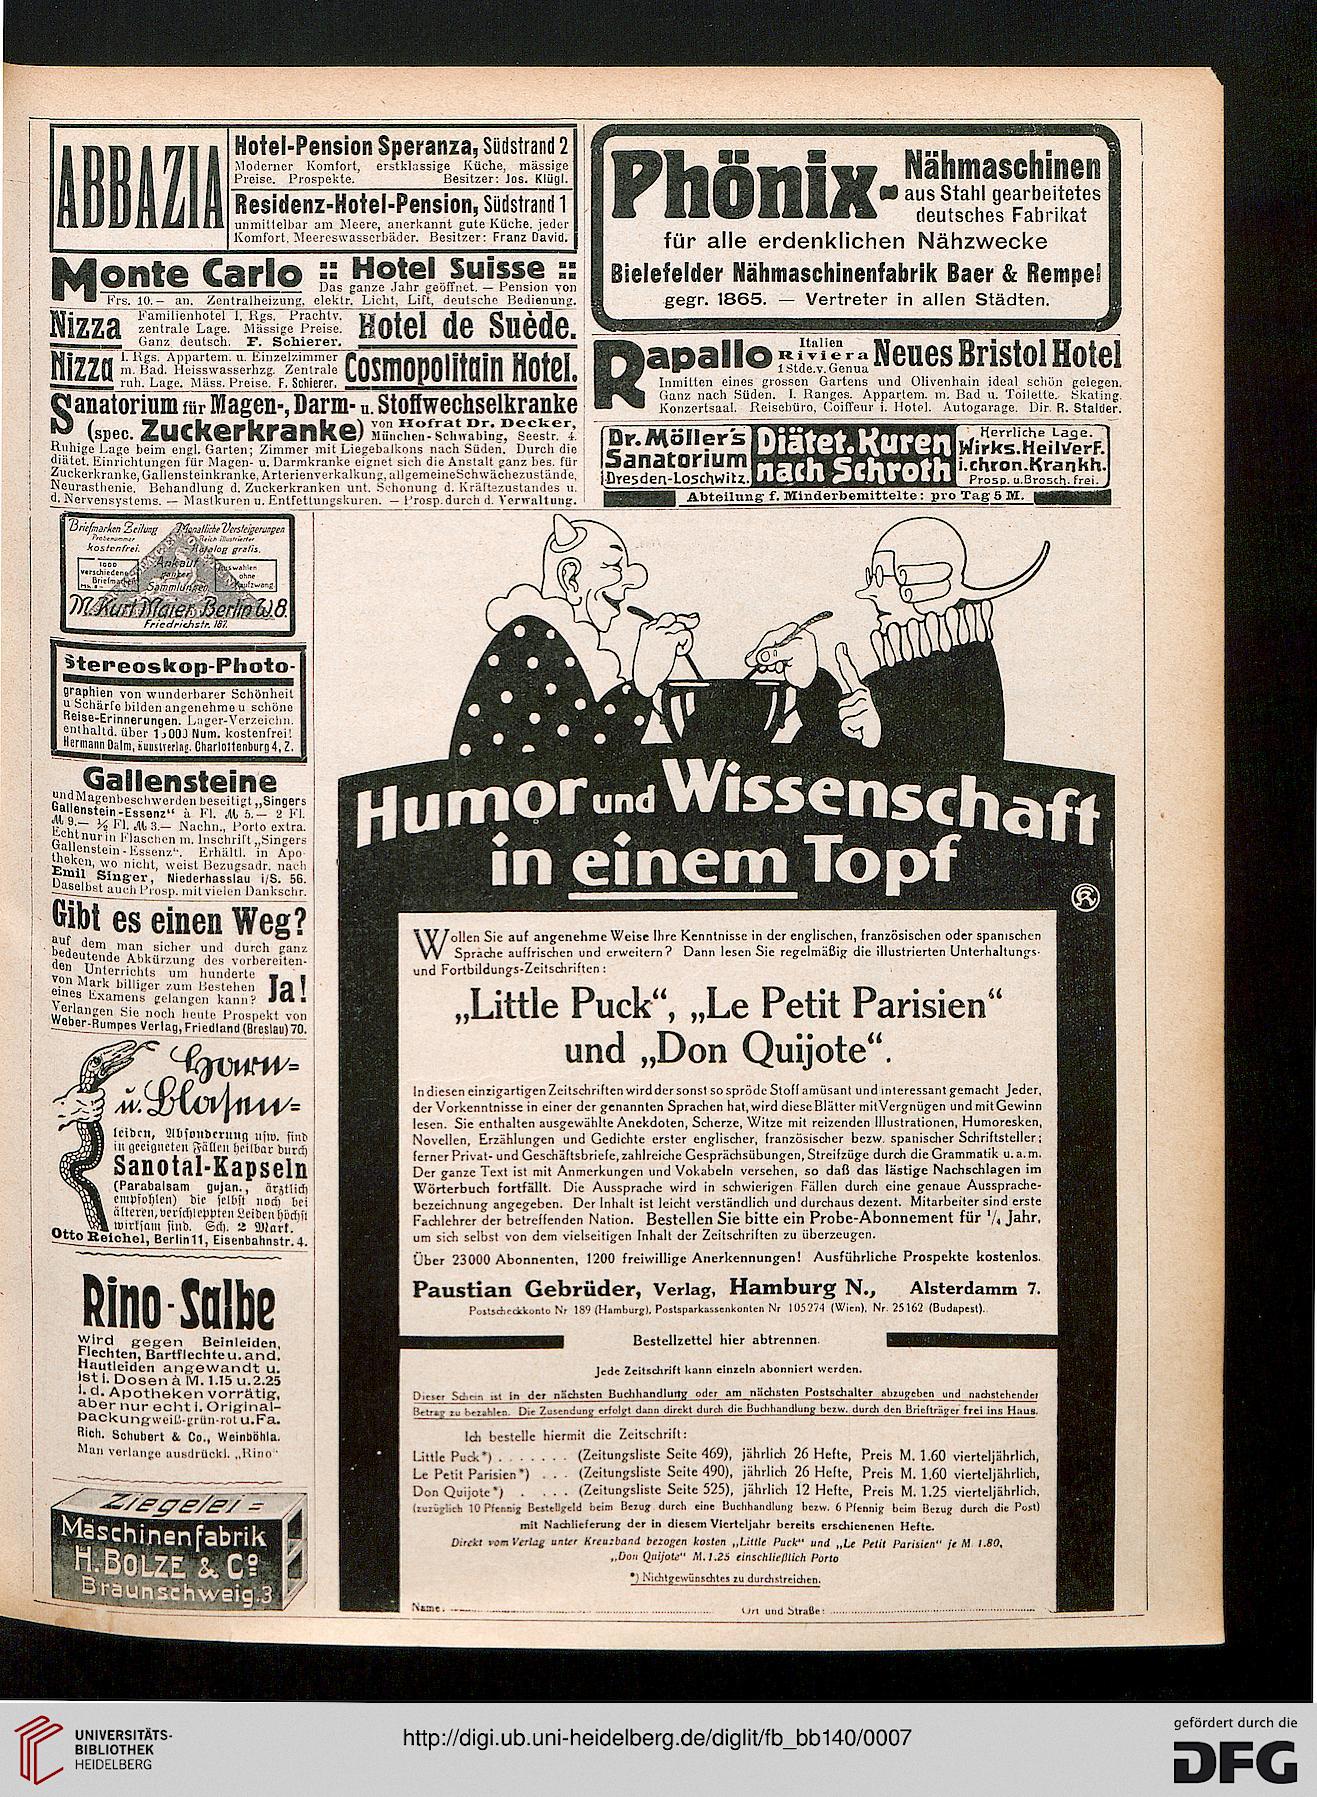 ABBAZIA
Hotel-Pension Speranza, Südstrand 2
Moderner Komfort, erstklassige Küche, mässige
Preise. Prospekte. Besitzer: Jos. Klügl.
Residenz-Hotel-Pension, Südstrand 1
unmittelbar am Meere, anerkannt gute Küche, jeder
Komfort. Meereswasserbäder. Besitzer: Franz David.
Monte Carlo :: Hotel Suisse ::
Das ganze Jahr geöffnet. — Pension von
Frs. 10.— an. Zentralheizung, elektr. Licht, Lift, deutsche Bedienung.
Nizza
Familienhotel 1. Rgs. Prachtv.
zentrale Lage. Mässige Preise.
Ganz deutsch. F. Schierer.
Hotel de Suède.
Nizza
1. Rgs. Appartem. u. Einzelzimmer
m. Bad. Heisswasserhzg. Zentrale
ruh. Lage. Mäss. Preise. F. Schierer.
Cosmopolitain Hotel.
Sanatorium für Magen-, Darm- u. Stoffwechselkranke
(spec. Zuckerkranke) von Hofrat Dr. Decker,
München-Schwabing, Seestr. 4.
Ruhige Lage beim engl. Garten; Zimmer mit Liegebalkons nach Süden. Durch die
diätet. Einrichtungen für Magen- u. Darmkranke eignet sich die Anstalt ganz bes. für
Zuckerkranke, Gallensteinkranke, Arterienverkalkung, allgemeine Schwächezustände,
Neurasthenie. Behandlung d. Zuckerkranken unt. Schonung d. Kräftezustandes u.
d. Nervensystems. — Mastkuren u. Entfettungskuren. — Prosp. durch d. Verwaltung.
Phönix-
Nähmaschinen
aus Stahl gearbeitetes
deutsches Fabrikat
für alle erdenklichen Nähzwecke
Bielefelder Nähmaschinenfabrik Baer & Rempel
gegr. 1865. — Vertreter in allen Städten.
Rapallo
Italien
Riviera
1 Stde. v. Genua
Neues Bristol Hotel
Inmitten eines grossen Gartens und Olivenhain ideal schön gelegen.
Ganz nach Süden. I. Ranges. Appartem. m. Bad u. Toilette. Skating.
Konzertsaal. Reisebüro, Coiffeur i. Hotel. Autogarage. Dir. R. Stalder.
Dr. Möller's
Sanatorium
Dresden-Loschwitz.
Diätet. Kuren
nach Schroth
Herrliche Lage.
Wirks. Heilverf.
i. chron. Krankh.
Prosp. u. Brosch. frei.
Abteilung f. Minderbemittelte: pro Tag 5 M.
Briefmarken Zeitung
Probenummer
kostenfrei.
Monatliche Versteigerungen
Reich illustrierter
Katalog gratis.
1000
verschiedene
Briefmarken
Ankauf
ganzer
Sammlungen
Auswahlen
ohne
Kaufzwang
M. Kurt Maier, Berlin W.8.
Friedrichstr. 187.
Stereoskop-Photo-
graphien von wunderbarer Schönheit
u Schärfe bilden angenehme u schöne
Reise-Erinnerungen. Lager-Verzeichn.
enthaltd. über 15000 Num. kostenfrei!
Hermann Dalm, Kunstverlag. Charlottenburg 4, Z.
Gallensteine
und Magenbeschwerden beseitigt „Singers
Gallenstein-Essenz“ à Fl. M 5.— 2 Fl.
M 9.— ½ Fl. M 3.— Nachn., Porto extra.
Echt nur in Flaschen m. Inschrift „Singers
Gallenstein-Essenz“. Erhältl. in Apo-
theken, wo nicht, weist Bezugsadr. nach
Emil Singer, Niederhasslau i/S. 56.
Daselbst auch Prosp. mit vielen Dankschr.
Gibt es einen Weg?
auf dem man sicher und durch ganz
bedeutende Abkürzung des vorbereiten-
den Unterrichts um hunderte
von Mark billiger zum Bestehen
eines Examens gelangen kann? Ja!
Verlangen Sie noch heute Prospekt von
Weber-Rumpes Verlag, Friedland (Breslau) 70.
Harn-
u. Blasen-
leiden, Absonderung usw. sind
in geeigneten Fällen heilbar durch
Sanotal-Kapseln
(Parabalsam gujan., ärztlich
empfohlen) die selbst noch bei
älteren, verschleppten Leiden höchst
wirksam sind. Sch. 2 Mark.
Otto Reichel, Berlin 11, Eisenbahnstr. 4.
Rino-Salbe
wird gegen Beinleiden,
Flechten, Bartflechte u. and.
Hautleiden angewandt u.
ist i. Dosen à M. 1.15 u. 2.25
i. d. Apotheken vorrätig,
aber nur echt i. Original-
packung weiß-grün-rot u. Fa.
Rich. Schubert & Co., Weinböhla.
Man verlange ausdrückl. „Rino“
Ziegelei=
Maschinenfabrik
H. BOLZE & Co.
Braunschweig. 3
Humor und Wissenschaft
in einem Topf
R
Wollen Sie auf angenehme Weise Ihre Kenntnisse in der englischen, französischen oder spanischen
Sprache auffrischen und erweitern? Dann lesen Sie regelmäßig die illustrierten Unterhaltungs-
und Fortbildungs-Zeitschriften:
„Little Puck“, „Le Petit Parisien“
und „Don Quijote“.
In diesen einzigartigen Zeitschriften wird der sonst so spröde Stoff amüsant und interessant gemacht Jeder,
der Vorkenntnisse in einer der genannten Sprachen hat, wird diese Blätter mit Vergnügen und mit Gewinn
lesen. Sie enthalten ausgewählte Anekdoten, Scherze, Witze mit reizenden Illustrationen, Humoresken,
Novellen, Erzählungen und Gedichte erster englischer, französischer bezw. spanischer Schriftsteller;
ferner Privat- und Geschäftsbriefe, zahlreiche Gesprächsübungen, Streifzüge durch die Grammatik u. a. m.
Der ganze Text ist mit Anmerkungen und Vokabeln versehen, so daß das lästige Nachschlagen im
Wörterbuch fortfällt. Die Aussprache wird in schwierigen Fällen durch eine genaue Aussprache-
bezeichnung angegeben. Der Inhalt ist leicht verständlich und durchaus dezent. Mitarbeiter sind erste
Fachlehrer der betreffenden Nation. Bestellen Sie bitte ein Probe-Abonnement für 1/4 Jahr,
um sich selbst von dem vielseitigen Inhalt der Zeitschriften zu überzeugen.
Über 23000 Abonnenten, 1200 freiwillige Anerkennungen! Ausführliche Prospekte kostenlos.
Paustian Gebrüder, Verlag, Hamburg N., Alsterdamm 7.
Postscheckkonto Nr 189 (Hamburg), Postsparkassenkonten Nr 105274 (Wien), Nr. 25162 (Budapest).
Bestellzettel hier abtrennen.
Jede Zeitschrift kann einzeln abonniert werden.
Dieser Schein ist in der nächsten Buchhandlung oder am nächsten Postschalter abzugeben und nachstehender
Betrag zu bezahlen. Die Zusendung erfolgt dann direkt durch die Buchhandlung bezw. durch den Briefträger frei ins Haus.
Ich bestelle hiermit die Zeitschrift:
Little Puck*) . . . . . . . (Zeitungsliste Seite 469), jährlich 26 Hefte, Preis M. 1.60 vierteljährlich,
Le Petit Parisien*) . . . (Zeitungsliste Seite 490), jährlich 26 Hefte, Preis M. 1.60 vierteljährlich,
Don Quijote*) . . . . . (Zeitungsliste Seite 525), jährlich 12 Hefte, Preis M. 1.25 vierteljährlich,
(zuzüglich 10 Pfennig Bestellgeld beim Bezug durch eine Buchhandlung bezw. 6 Pfennig beim Bezug durch die Post)
mit Nachlieferung der in diesem Vierteljahr bereits erschienenen Hefte.
Direkt vom Verlag unter Kreuzband bezogen kosten „Little Puck“ und „Le Petit Parisien“ je M 1.80,
„Don Quijote“ M. 1.25 einschließlich Porto
*) Nichtgewünschtes zu durchstreichen.
Name: Ort und Straße:
UNIVERSITÄTS-
BIBLIOTHEK
HEIDELBERG
http://digi.ub.uni-heidelberg.de/diglit/fb_bb140/0007
gefördert durch die
DFG